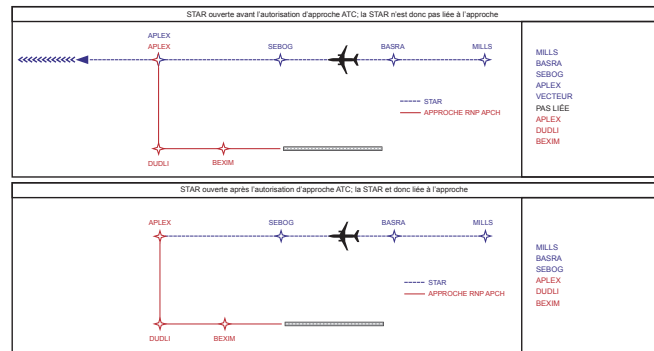 STAR ouverte avant l'autorisation d'approche ATC; la STAR n'est donc pas liée à l'approche
APLEX
APLEX
SEBOG
BASRA
MILLS
STAR
APPROCHE RNP APCH
DUDLI
BEXIM
MILLS
BASRA
SEBOG
APLEX
VECTEUR
PAS LIÉE
APLEX
DUDLI
BEXIM
STAR ouverte après l'autorisation d'approche ATC; la STAR et donc liée à l'approche
APLEX
SEBOG
BASRA
MILLS
STAR
APPROCHE RNP APCH
DUDLI
BEXIM
MILLS
BASRA
SEBOG
APLEX
DUDLI
BEXIM